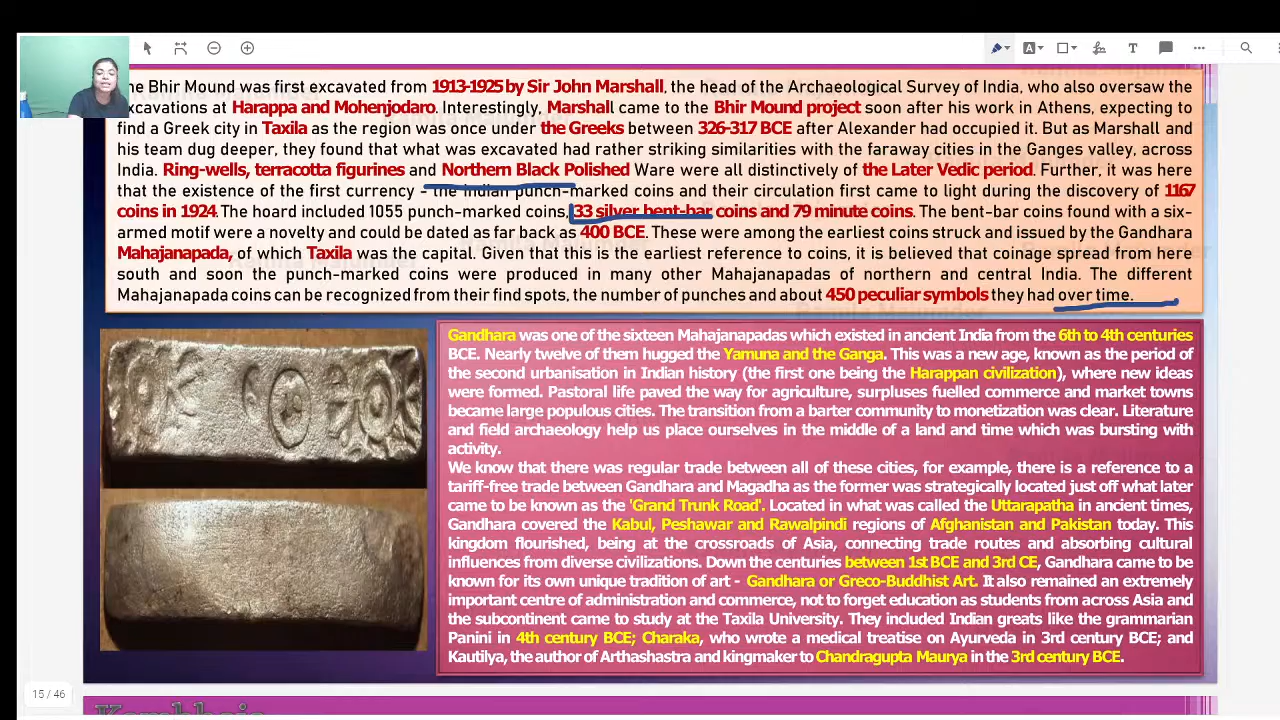 he Bhir Mound was first excavated from 1913-1925 by Sir John Marshall, the head of the Archaeological Survey of India, who also oversaw the
excavations at Harappa and Mohenjodaro. Interestingly, Marshall came to the Bhir Mound project soon after his work in Athens, expecting to
find a Greek city in Taxila as the region was once under the Greeks between 326-317 BCE after Alexander had occupied it. But as Marshall and
his team dug deeper, they found that what was excavated had rather striking similarities with the faraway cities in the Ganges valley, across
India. Ring-wells, terracotta figurines and Northern Black Polished Ware were all distinctively of the Later Vedic period. Further, it was here
that the existence of the first currency - the Indian punch-marked coins and their circulation first came to light during the discovery of 1167
coins in 1924. The hoard included 1055 punch-marked coins, 33 silver bent-bar coins and 79 minute coins. The bent-bar coins found with a six-
armed motif were a novelty and could be dated as far back as 400 BCE. These were among the earliest coins struck and issued by the Gandhara
Mahajanapada, of which Taxila was the capital. Given that this is the earliest reference to coins, it is believed that coinage spread from here
south and soon the punch-marked coins were produced in many other Mahajanapadas of northern and central India. The different
Mahajanapada coins can be recognized from their find spots, the number of punches and about 450 peculiar symbols they had over time.
Gandhara was one of the sixteen Mahajanapadas which existed in ancient India from the 6th to 4th centuries
BCE. Nearly twelve of them hugged the Yamuna and the Ganga. This was a new age, known as the period of
the second urbanisation in Indian history (the first one being the Harappan civilization), where new ideas
were formed. Pastoral life paved the way for agriculture, surpluses fuelled commerce and market towns
became large populous cities. The transition from a barter community to monetization was clear. Literature
and field archaeology help us place ourselves in the middle of a land and time which was bursting with
activity.
We know that there was regular trade between all of these cities, for example, there is a reference to a
tariff-free trade between Gandhara and Magadha as the former was strategically located just off what later
came to be known as the 'Grand Trunk Road'. Located in what was called the Uttarapatha in ancient times,
Gandhara covered the Kabul, Peshawar and Rawalpindi regions of Afghanistan and Pakistan today. This
kingdom flourished, being at the crossroads of Asia, connecting trade routes and absorbing cultural
influences from diverse civilizations. Down the centuries between 1st BCE and 3rd CE, Gandhara came to be
known for its own unique tradition of art - Gandhara or Greco-Buddhist Art. It also remained an extremely
important centre of administration and commerce, not to forget education as students from across Asia and
the subcontinent came to study at the Taxila University. They included Indian greats like the grammarian
Panini in 4th century BCE; Charaka, who wrote a medical treatise on Ayurveda in 3rd century BCE; and
Kautilya, the author of Arthashastra and kingmaker to Chandragupta Maurya in the 3rd century BCE.
15 / 46